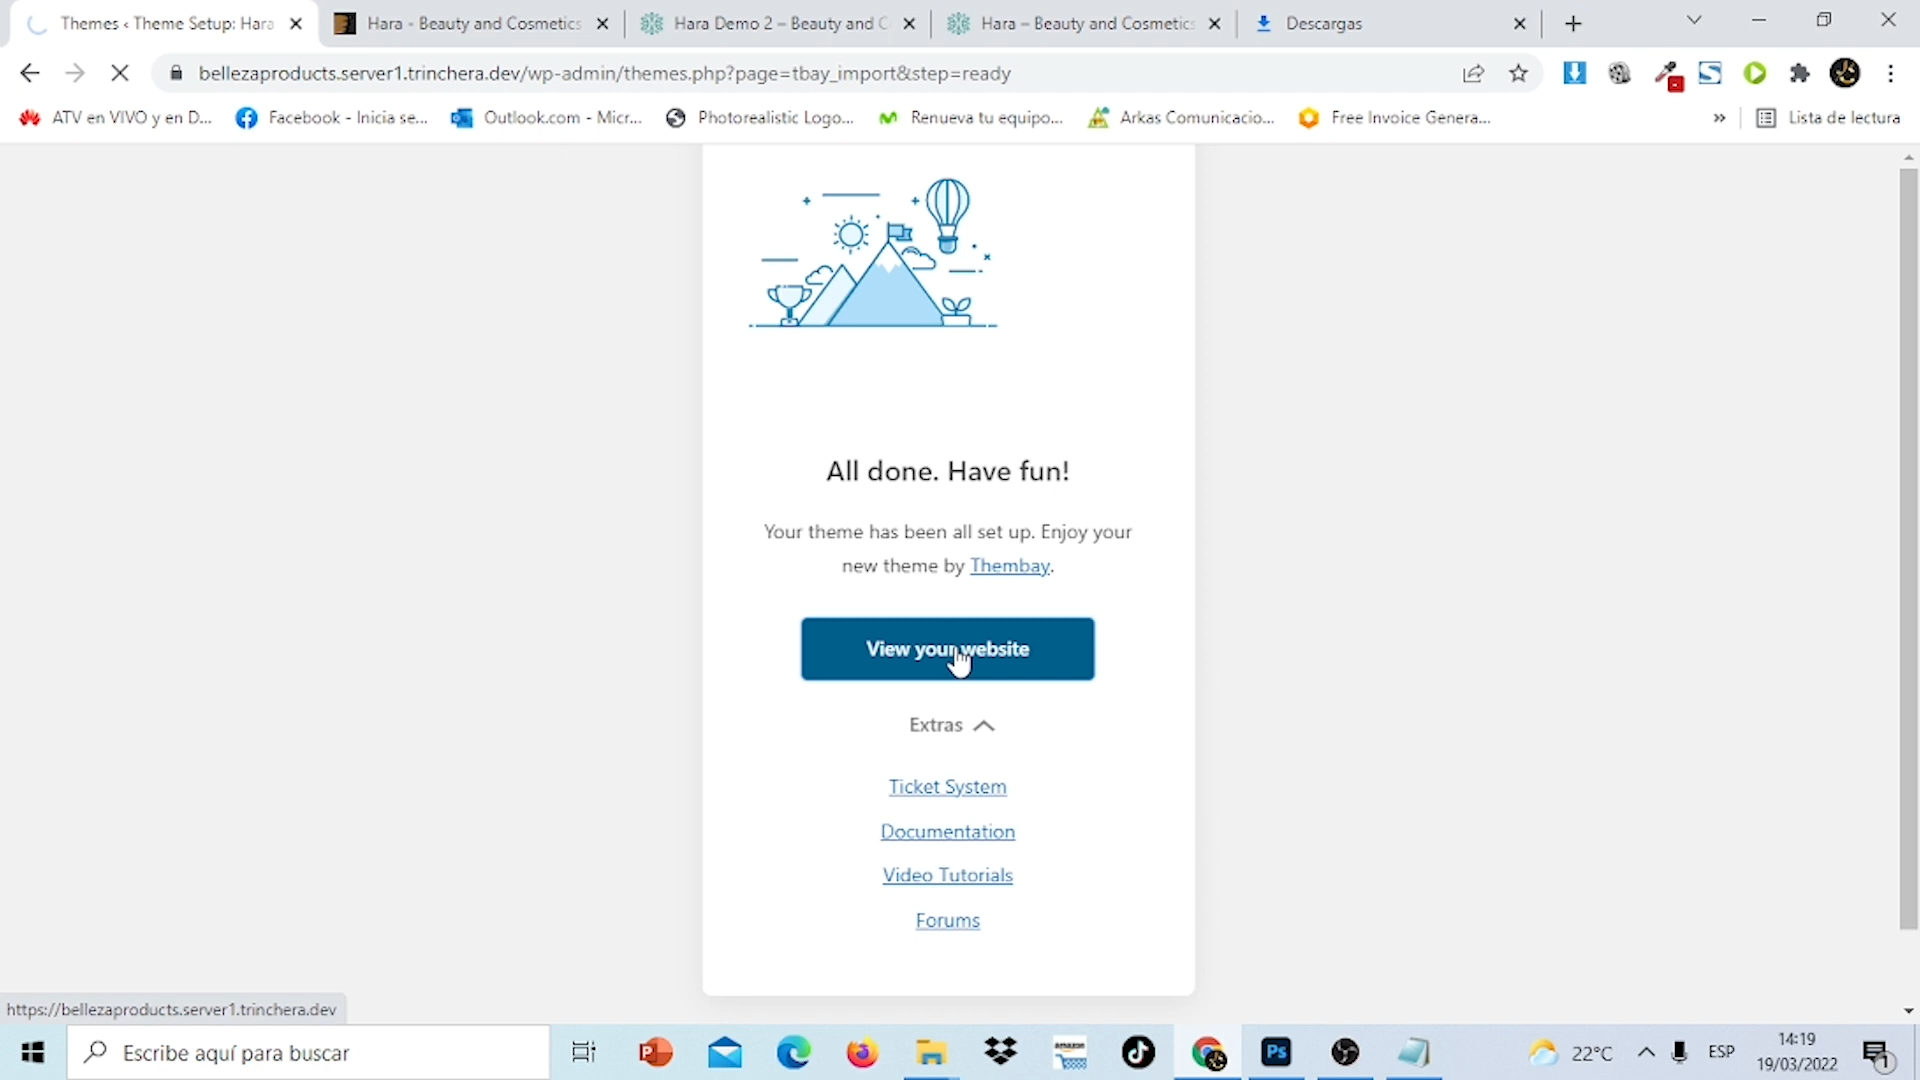 Themes < Theme Setup: Hara
Hara - Beauty and Cosmetics
Hara Demo 2 – Beauty and C
Hara – Beauty and Cosmetics
Descargas
bellezaproducts.server1.trinchera.dev/wp-admin/themes.php?page=tbay_import&step=ready
ATV en VIVO y en D...
Facebook - Inicia se...
Outlook.com - Micr...
Photorealistic Logo...
Renueva tu equipo...
Arkas Comunicacio...
Free Invoice Genera...
»
Lista de lectura
All done. Have fun!
Your theme has been all set up. Enjoy your
new theme by Thembay.
View your website
Extras
Ticket System
Documentation
Video Tutorials
Forums
https://bellezaproducts.server1.trinchera.dev
Escribe aquí para buscar
amazon
Ps
22°C
ESP
14:19
19/03/2022
1